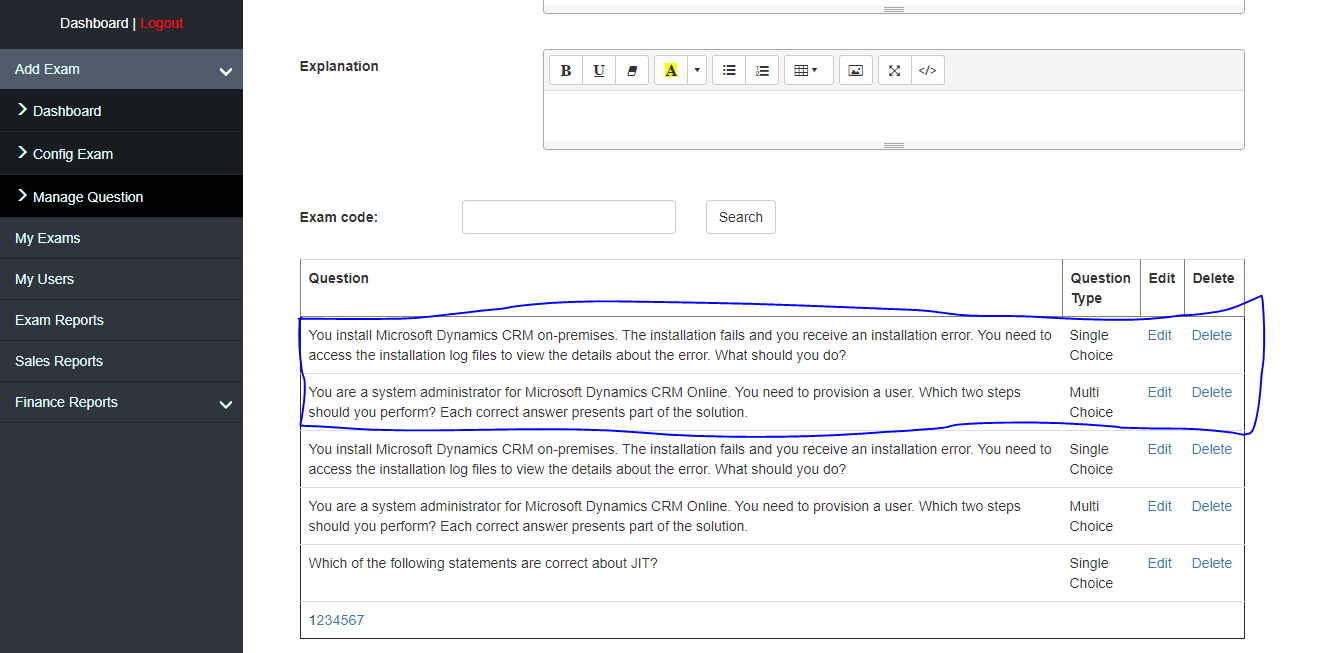 Dashboard | Logout
Add Exam
Dashboard
Config Exam
Manage Question
My Exams
My Users
Exam Reports
Sales Reports
Finance Reports
Explanation
B U A </>
Exam code:
Search
Question Question Type Edit Delete
You install Microsoft Dynamics CRM on-premises. The installation fails and you receive an installation error. You need to
access the installation log files to view the details about the error. What should you do?
Single
Choice
Edit Delete
You are a system administrator for Microsoft Dynamics CRM Online. You need to provision a user. Which two steps
should you perform? Each correct answer presents part of the solution.
Multi
Choice
Edit Delete
You install Microsoft Dynamics CRM on-premises. The installation fails and you receive an installation error. You need to
access the installation log files to view the details about the error. What should you do?
Single
Choice
Edit Delete
You are a system administrator for Microsoft Dynamics CRM Online. You need to provision a user. Which two steps
should you perform? Each correct answer presents part of the solution.
Multi
Choice
Edit Delete
Which of the following statements are correct about JIT?
Single
Choice
Edit Delete
1234567